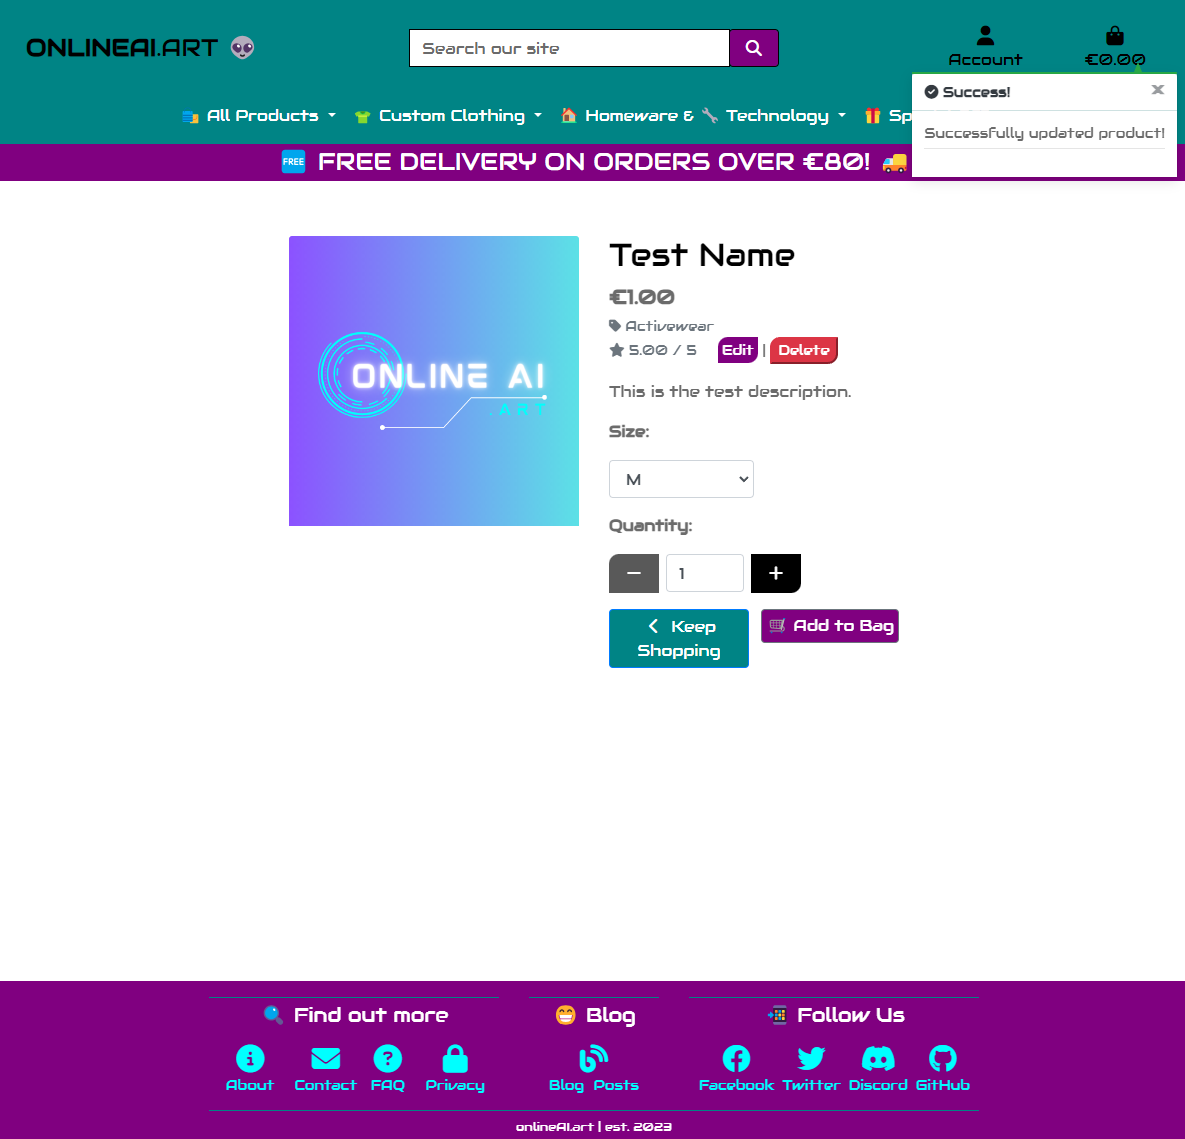 ONLINEAI.ART
Search our site
Account
€0.00
Success!
×
Successfully updated product!
All Products
Custom Clothing
Homeware & Technology
Sp
FREE FREE DELIVERY ON ORDERS OVER €80!
ONLINE AI
.ART
Test Name
€1.00
Activewear
5.00 / 5 Edit | Delete
This is the test description.
Size:
M
Quantity:
1
Keep
Shopping
Add to Bag
Find out more
Blog
Follow Us
About Contact FAQ Privacy
Blog Posts
Facebook Twitter Discord GitHub
onlineAI.art | est. 2023